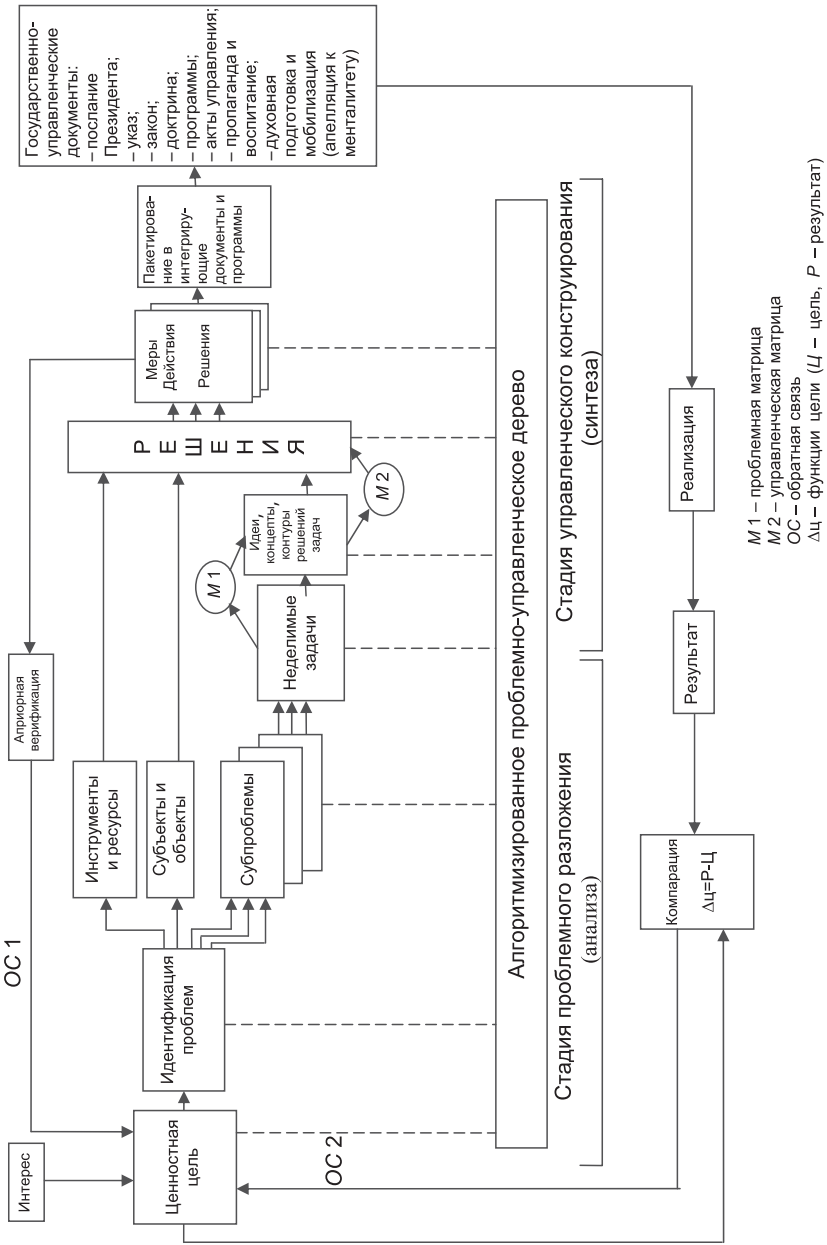 Интерес
Ценностная
цель
ОС 1
ОС 2
Идентификация
проблем
Априорная
верификация
Инструменты
и ресурсы
Субъекты и
объекты
Субпроблемы
Неделимые
задачи
М 1
Идеи,
концепты,
контуры
решений
задач
М 2
РЕШЕНИЯ
Меры
Действия
Решения
Пакетирова-
ние в
интегриру-
ющие
документы и
программы
Государственно-
управленческие
документы:
– послание
Президента;
– указ;
– закон;
– доктрина;
– программы;
– акты управления;
– пропаганда и
воспитание;
– духовная
подготовка и
мобилизация
(апелляция к
менталитету)
Алгоритмизированное проблемно-управленческое дерево
Стадия проблемного разложения
(анализа)
Стадия управленческого конструирования
(синтеза)
Компарация
Δц=Р-Ц
Результат
Реализация
М 1 – проблемная матрица
М 2 – управленческая матрица
ОС – обратная связь
Δц – функции цели (Ц – цель, Р – результат)